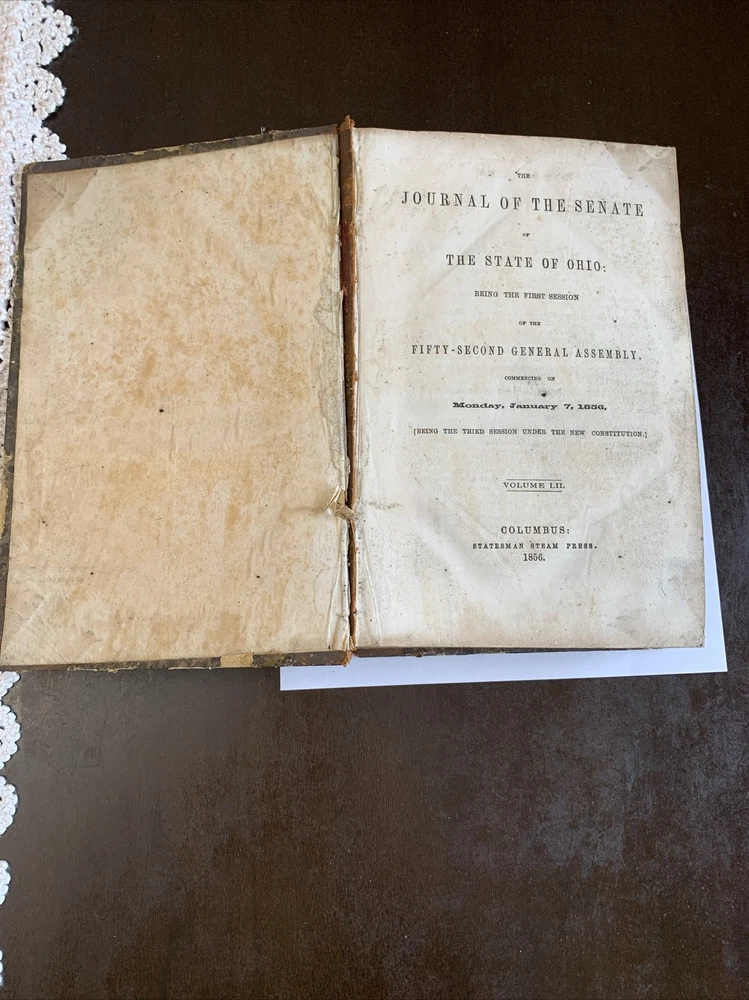 THE
JOURNAL OF THE SENATE
OF
THE STATE OF OHIO:
BEING THE FIRST SESSION
OF THE
FIFTY-SECOND GENERAL ASSEMBLY,
COMMENCING ON
Monday, January 7, 1856,
[BEING THE THIRD SESSION UNDER THE NEW CONSTITUTION.]
VOLUME LII.
COLUMBUS:
STATESMAN STEAM PRESS.
1856.